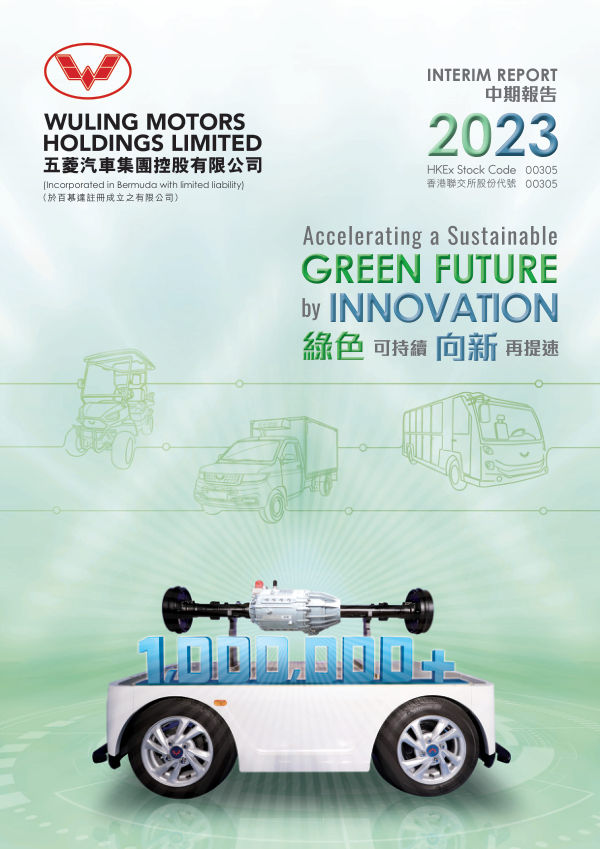 WULING MOTORS
HOLDINGS LIMITED
五菱汽車集團控股有限公司
(Incorporated in Bermuda with limited liability)
（於百慕達註冊成立之有限公司）
INTERIM REPORT
中期報告
2023
HKEx Stock Code 00305
香港聯交所股份代號 00305
Accelerating a Sustainable
GREEN FUTURE
by INNOVATION
綠色 可持續 向新 再提速
1,000,000+